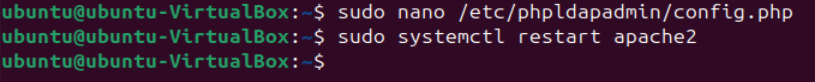 ubuntu@ubuntu-VirtualBox:~$ sudo nano /etc/phpldapadmin/config.php
ubuntu@ubuntu-VirtualBox:~$ sudo systemctl restart apache2
ubuntu@ubuntu-VirtualBox:~$